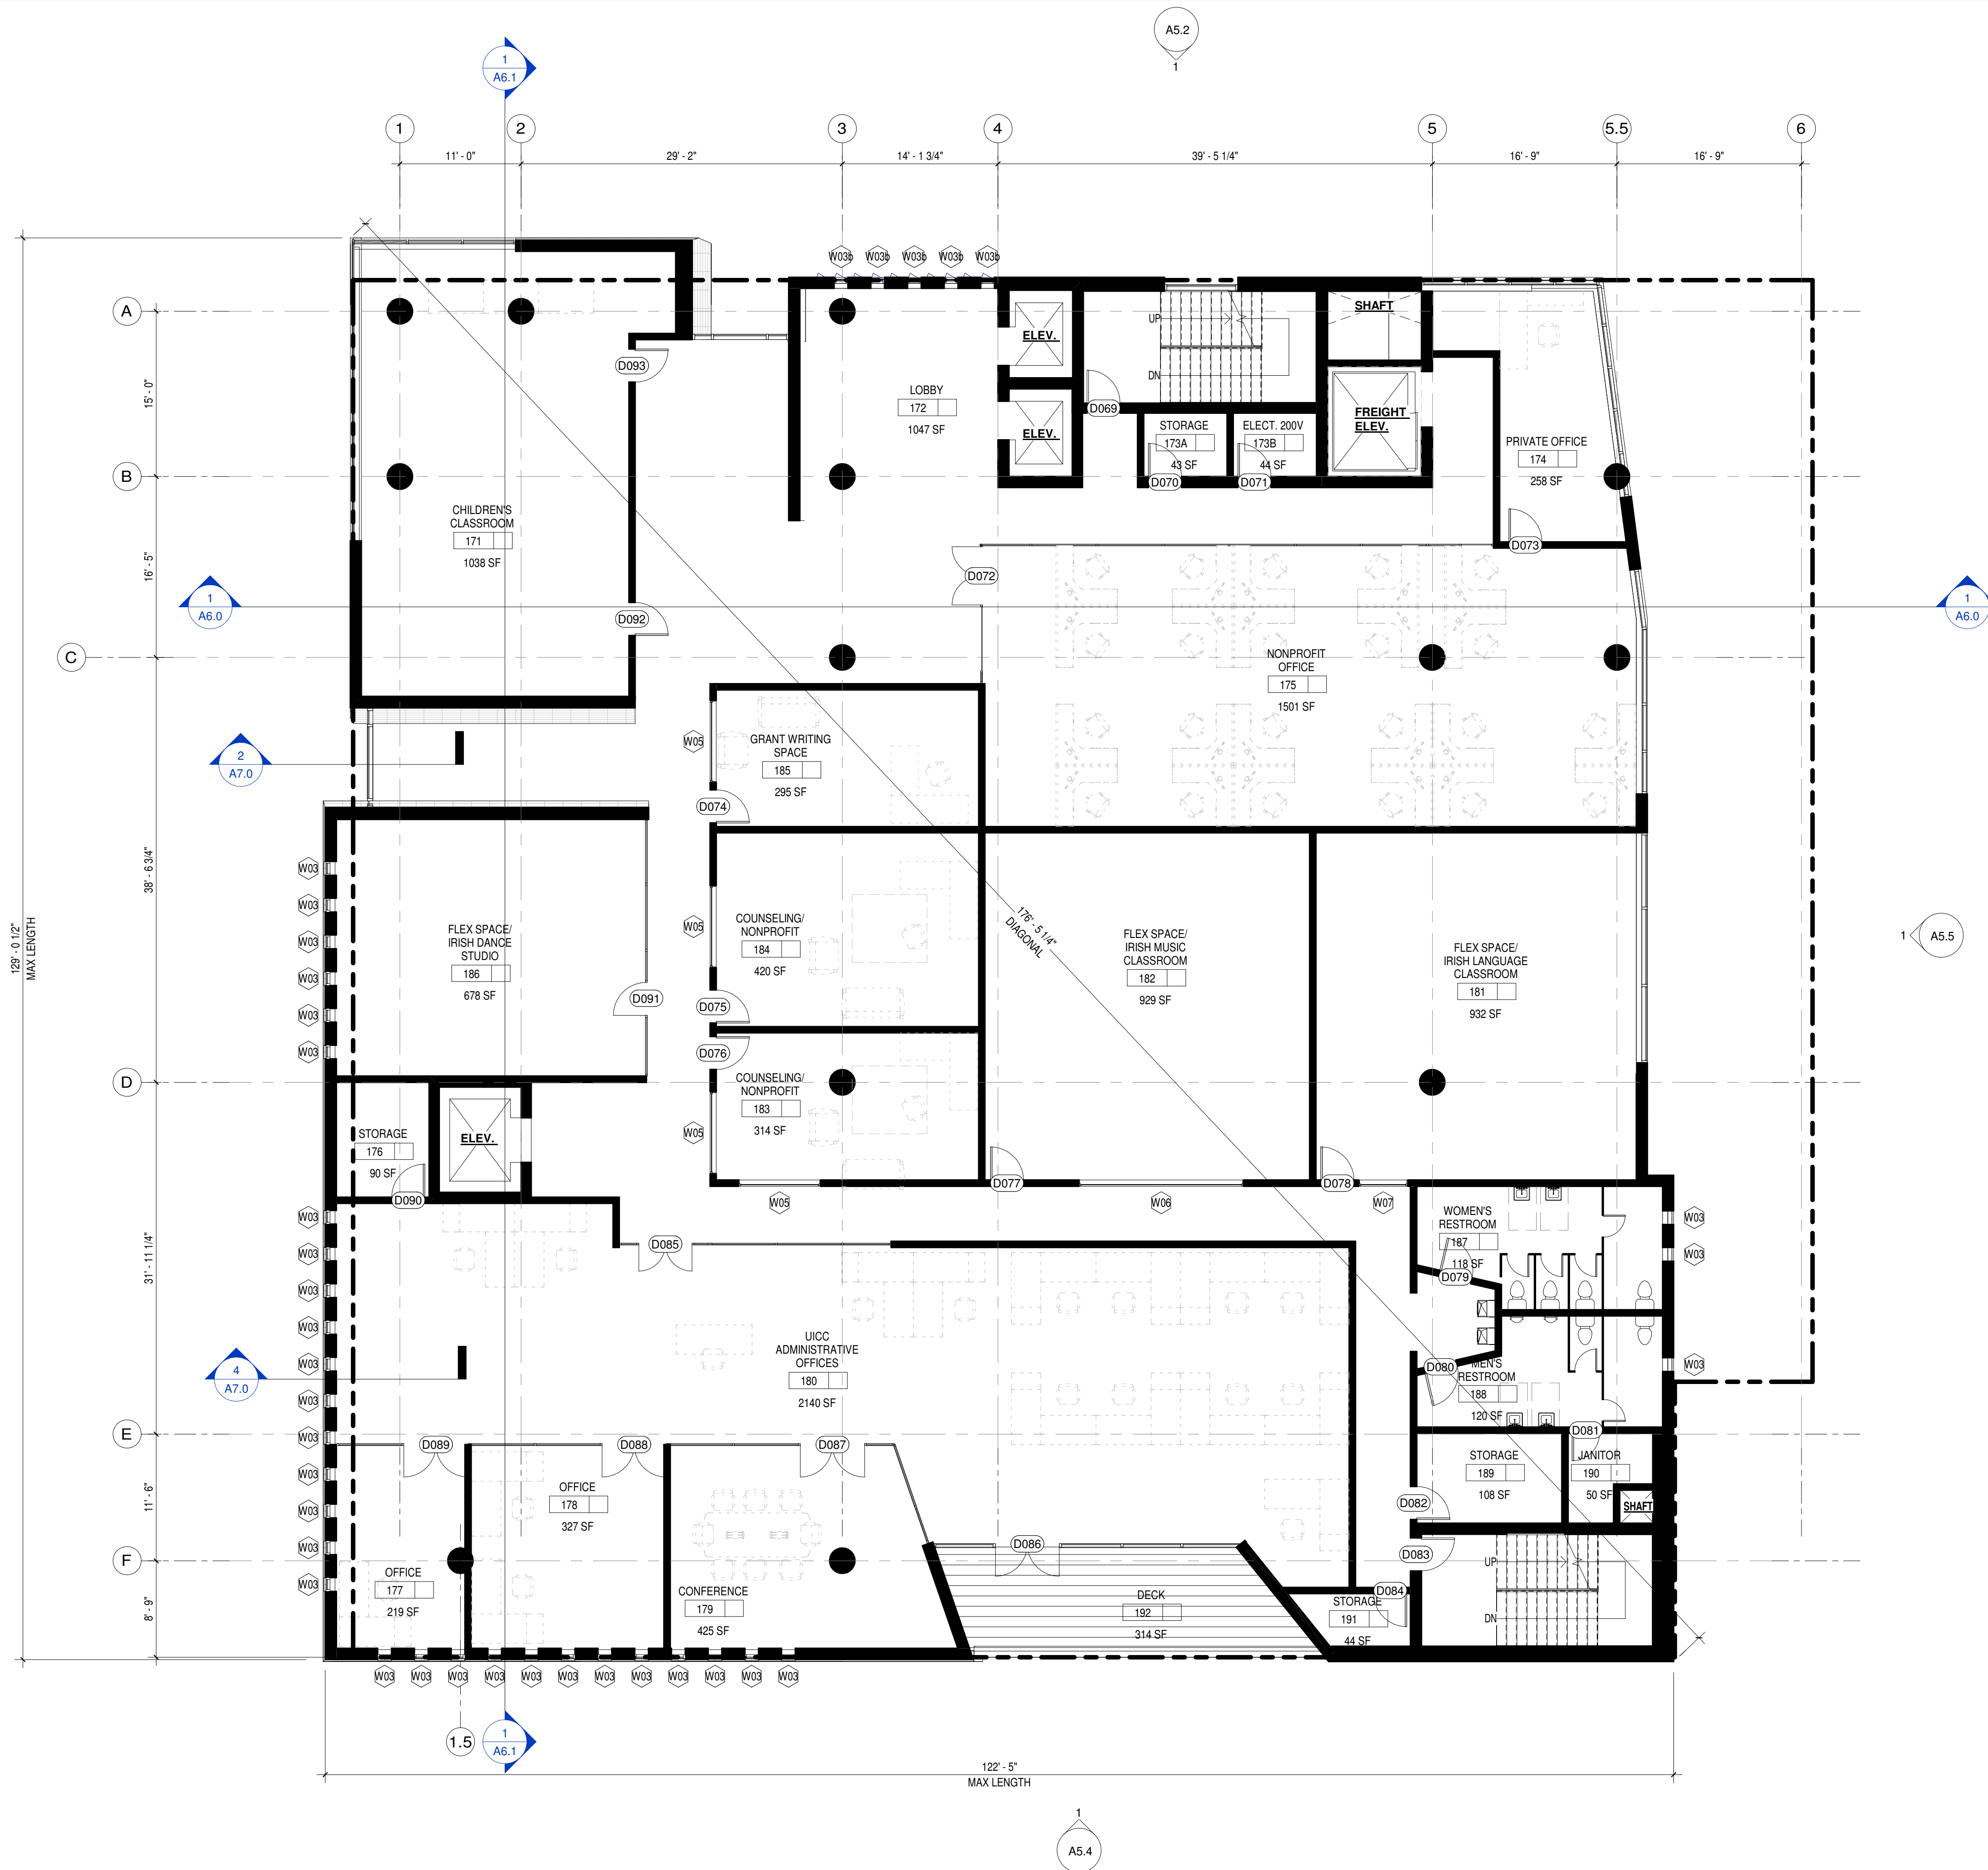 A5.2
1
1
A6.1
1
2
3
4
5
5.5
6
11' - 0"
29' - 2"
14' - 1 3/4"
39' - 5 1/4"
16' - 9"
16' - 9"
W03b
W03b
W03b
W03b
W03b
A
15' - 0"
B
16' - 5"
C
38' - 6 3/4"
D
31' - 11 1/4"
E
11' - 6"
F
8' - 9"
129' - 0 1/2"
MAX LENGTH
1
A6.0
1
A6.0
2
A7.0
4
A7.0
1
A5.5
D093
CHILDREN'S
CLASSROOM
171
1038 SF
D092
LOBBY
172
1047 SF
ELEV.
ELEV.
UP
DN
D069
STORAGE
173A
43 SF
D070
ELECT. 200V
173B
44 SF
D071
SHAFT
FREIGHT
ELEV.
PRIVATE OFFICE
174
258 SF
D073
D072
NONPROFIT
OFFICE
175
1501 SF
W05
GRANT WRITING
SPACE
185
295 SF
D074
W03
W03
W03
W03
W03
W03
FLEX SPACE/
IRISH DANCE
STUDIO
186
678 SF
D091
W05
COUNSELING/
NONPROFIT
184
420 SF
D075
D076
COUNSELING/
NONPROFIT
183
314 SF
W05
W05
176' - 5 1/4"
DIAGONAL
FLEX SPACE/
IRISH MUSIC
CLASSROOM
182
929 SF
D077
W06
FLEX SPACE/
IRISH LANGUAGE
CLASSROOM
181
932 SF
D078
W07
STORAGE
176
90 SF
D090
ELEV.
D085
WOMEN'S
RESTROOM
187
118 SF
D079
W03
W03
W03
D080
MEN'S
RESTROOM
188
120 SF
D081
STORAGE
189
108 SF
D082
JANITOR
190
50 SF
SHAFT
D083
UP
DN
D084
STORAGE
191
44 SF
UICC
ADMINISTRATIVE
OFFICES
180
2140 SF
W03
W03
W03
W03
W03
W03
W03
W03
W03
W03
W03
D089
D088
D087
D086
OFFICE
177
219 SF
OFFICE
178
327 SF
CONFERENCE
179
425 SF
DECK
192
314 SF
W03
W03
W03
W03
W03
W03
W03
W03
W03
W03
W03
W03
1.5
1
A6.1
122' - 5"
MAX LENGTH
1
A5.4